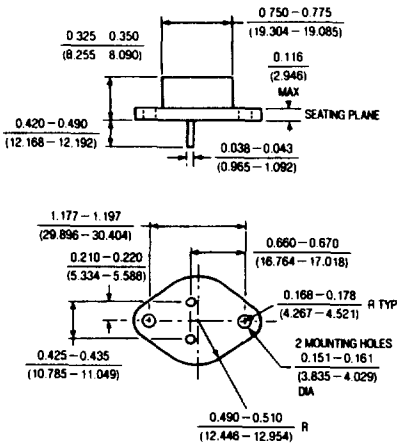 0.750 – 0.775
(19.304 – 19.085)
0.325 0.350
(8.255 8.090)
0.116
(2.946)
MAX
SEATING PLANE
0.420 – 0.490
(12.168 – 12.192)
0.038 – 0.043
(0.965 – 1.092)
1.177 – 1.197
(29.896 – 30.404)
0.660 – 0.670
(16.764 – 17.018)
0.210 – 0.220
(5.334 – 5.588)
0.168 – 0.178
(4.267 – 4.521)
R TYP
2 MOUNTING HOLES
0.151 – 0.161
(3.835 – 4.029)
DIA
0.425 – 0.435
(10.785 – 11.049)
0.490 – 0.510
(12.446 – 12.954)
R